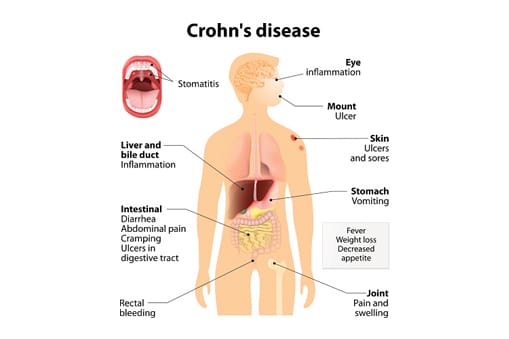 Crohn's disease
Stomatitis
Eye
inflammation
Mount
Ulcer
Skin
Ulcers
and sores
Liver and
bile duct
Inflammation
Stomach
Vomiting
Intestinal
Diarrhea
Abdominal pain
Cramping
Ulcers in
digestive tract
Fever
Weight loss
Decreased
appetite
Rectal
bleeding
Joint
Pain and
swelling